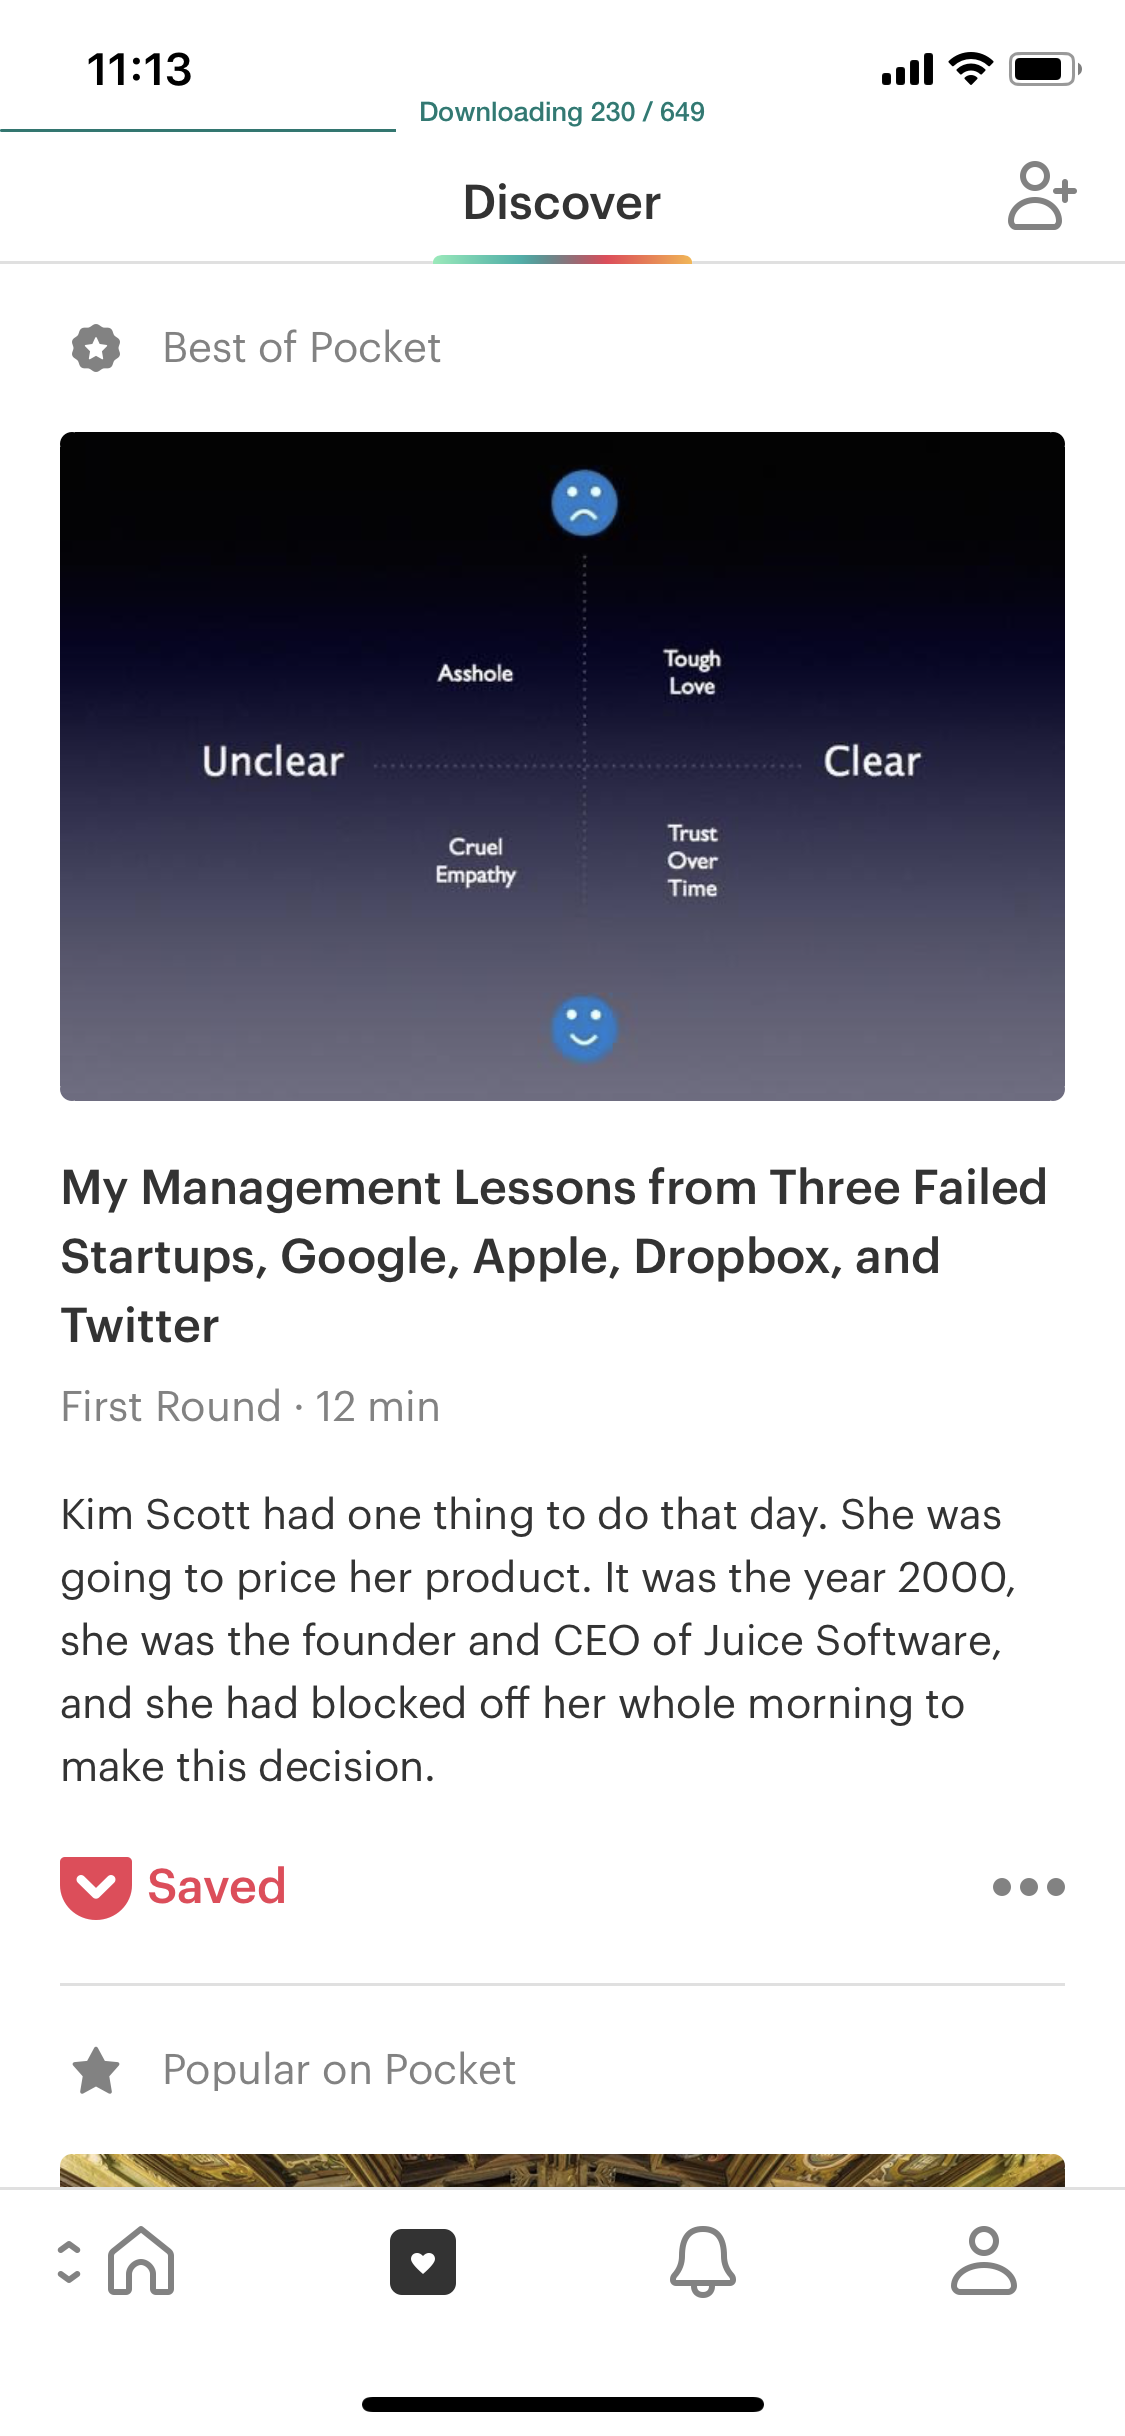 11:13
Downloading 230 / 649
Discover
Best of Pocket
Asshole
Tough
Love
Unclear
Clear
Cruel
Empathy
Trust
Over
Time
My Management Lessons from Three Failed
Startups, Google, Apple, Dropbox, and
Twitter
First Round · 12 min
Kim Scott had one thing to do that day. She was
going to price her product. It was the year 2000,
she was the founder and CEO of Juice Software,
and she had blocked off her whole morning to
make this decision.
Saved
Popular on Pocket